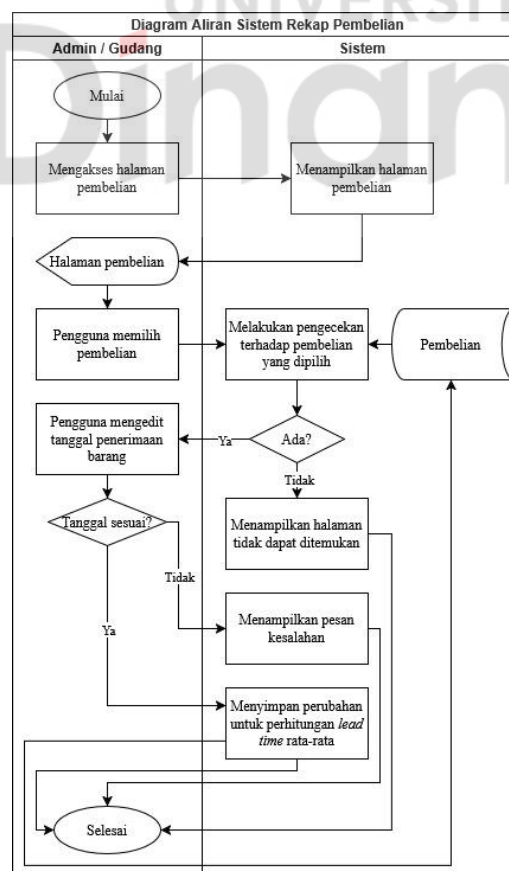 UNIVERSI
Dinam
Diagram Aliran Sistem Rekap Pembelian
Admin / Gudang
Sistem
Mulai
Mengakses halaman
pembelian
Menampilkan halaman
pembelian
Halaman pembelian
Pengguna memilih
pembelian
Melakukan pengecekan
terhadap pembelian
yang dipilih
Pembelian
Pengguna mengedit
tanggal penerimaan
barang
Ya
Ada?
Tidak
Tanggal sesuai?
Menampilkan halaman
tidak dapat ditemukan
Tidak
Ya
Menampilkan pesan
kesalahan
Menyimpan perubahan
untuk perhitungan lead
time rata-rata
Selesai